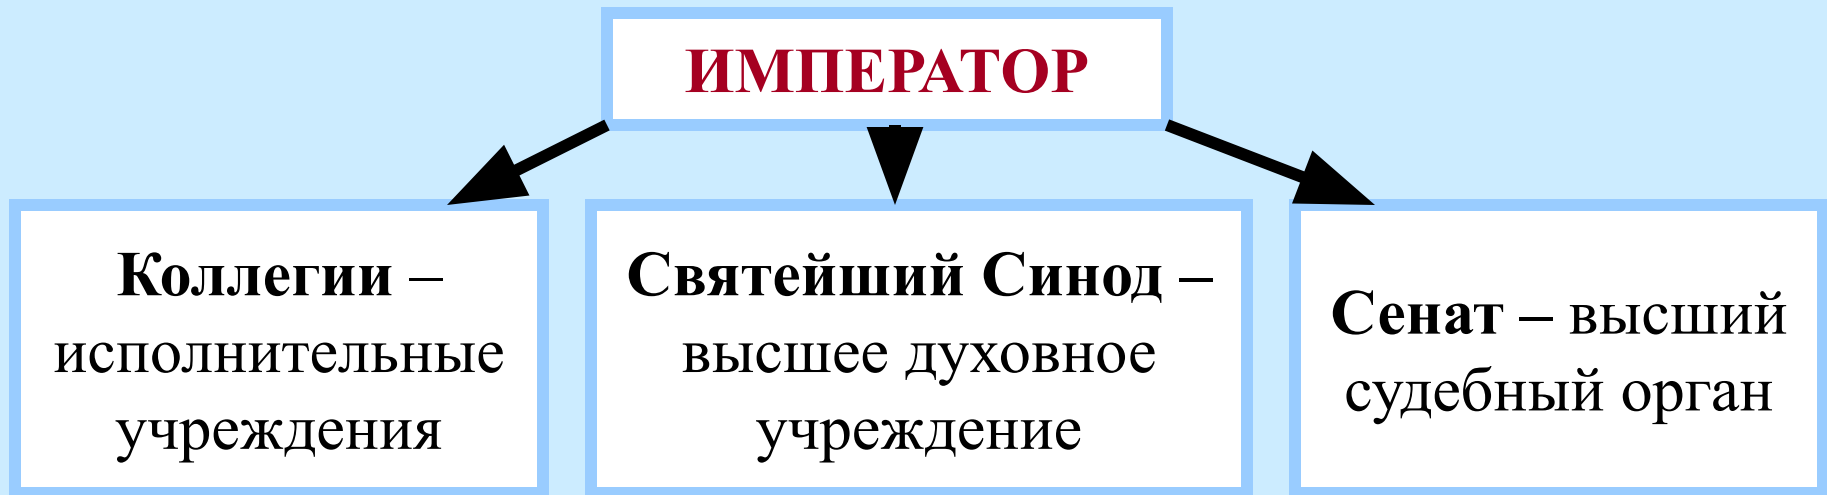 ИМПЕРАТОР
Коллегии –
исполнительные
учреждения
Святейший Синод –
высшее духовное
учреждение
Сенат – высший
судебный орган